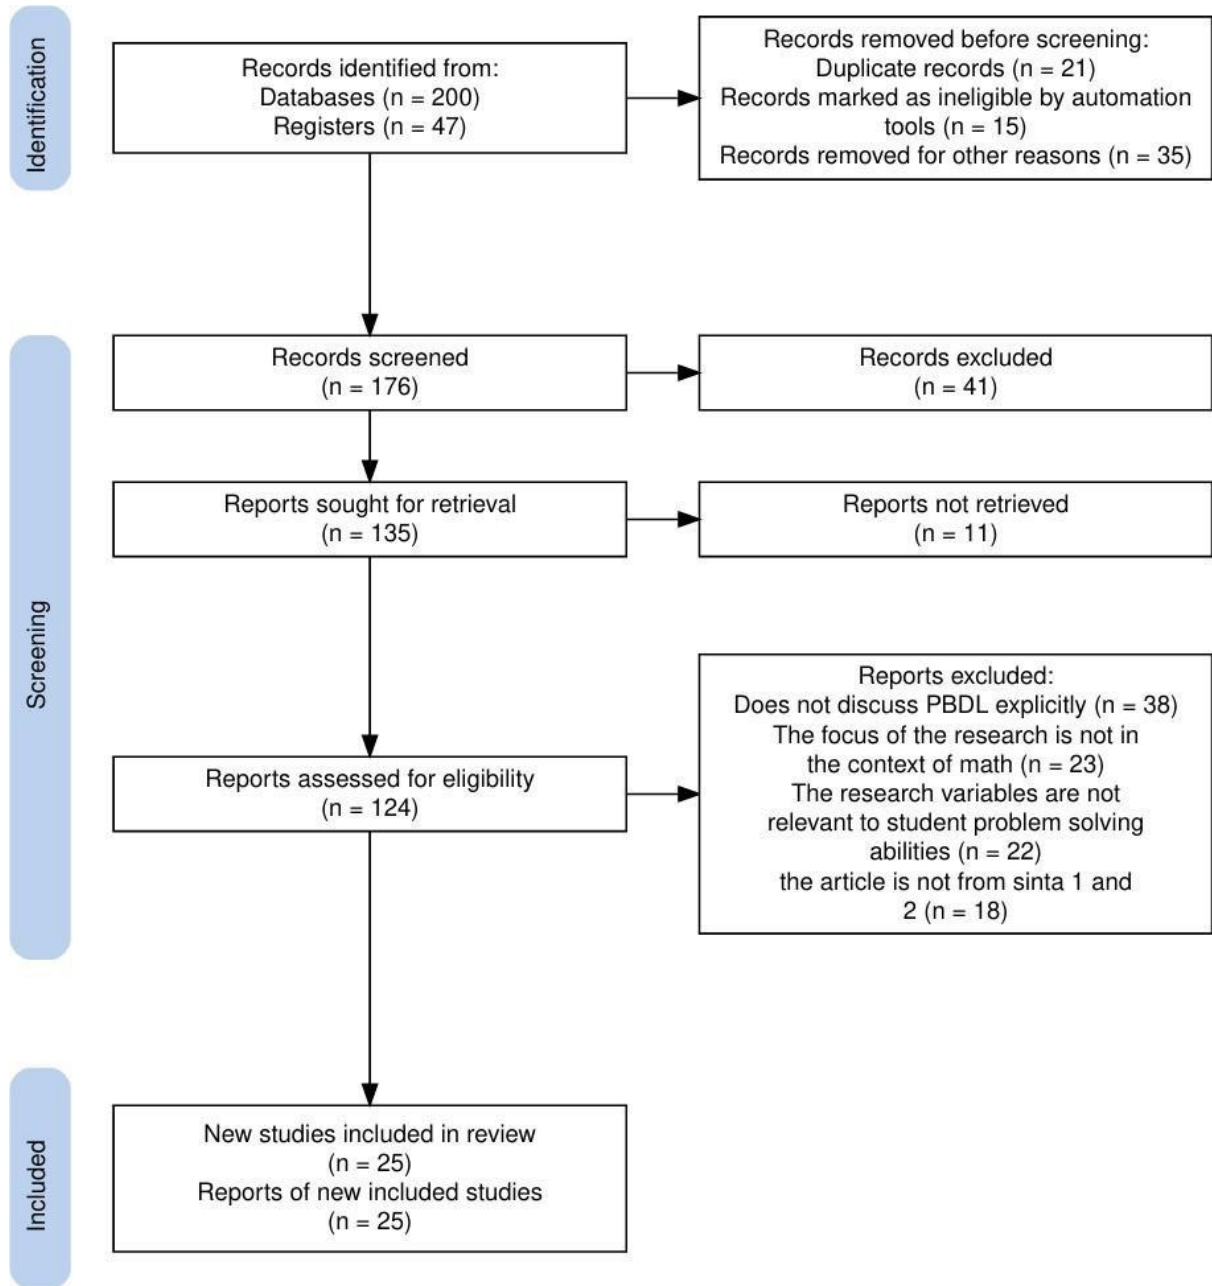 Identification
Records identified from:
Databases (n = 200)
Registers (n = 47)
Records removed before screening:
Duplicate records (n = 21)
Records marked as ineligible by automation
tools (n = 15)
Records removed for other reasons (n = 35)
Screening
Records screened
(n = 176)
Records excluded
(n = 41)
Reports sought for retrieval
(n = 135)
Reports not retrieved
(n = 11)
Reports assessed for eligibility
(n = 124)
Reports excluded:
Does not discuss PBDL explicitly (n = 38)
The focus of the research is not in
the context of math (n = 23)
The research variables are not
relevant to student problem solving
abilities (n = 22)
the article is not from sinta 1 and
2 (n = 18)
Included
New studies included in review
(n = 25)
Reports of new included studies
(n = 25)